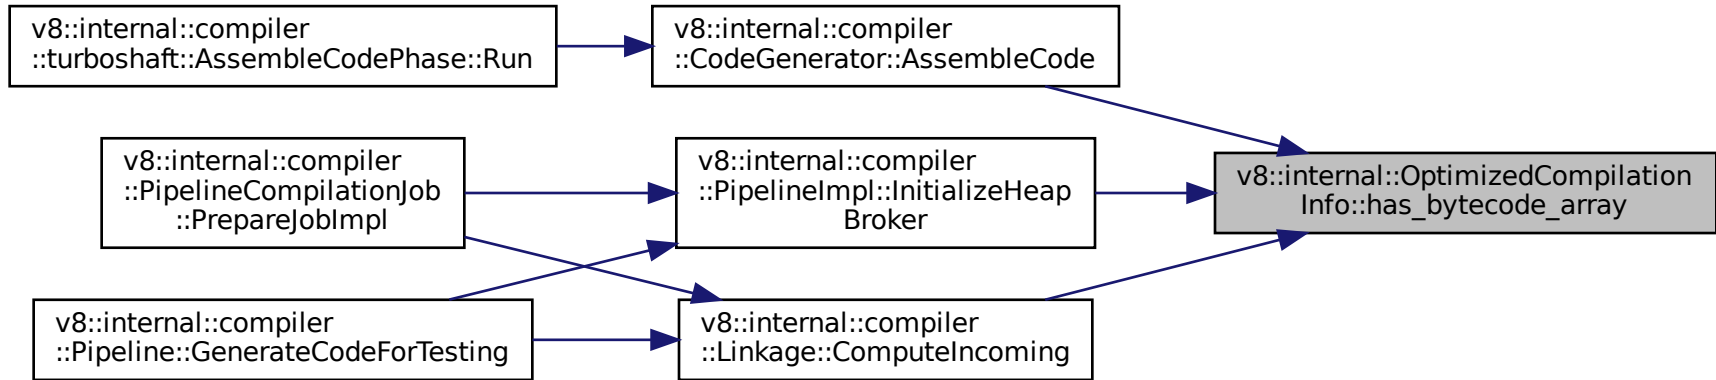 v8::internal::compiler
::turboshaft::AssembleCodePhase::Run
v8::internal::compiler
::CodeGenerator::AssembleCode
v8::internal::compiler
::PipelineCompilationJob
::PrepareJobImpl
v8::internal::compiler
::PipelineImpl::InitializeHeap
Broker
v8::internal::OptimizedCompilation
Info::has_bytecode_array
v8::internal::compiler
::Pipeline::GenerateCodeForTesting
v8::internal::compiler
::Linkage::ComputeIncoming